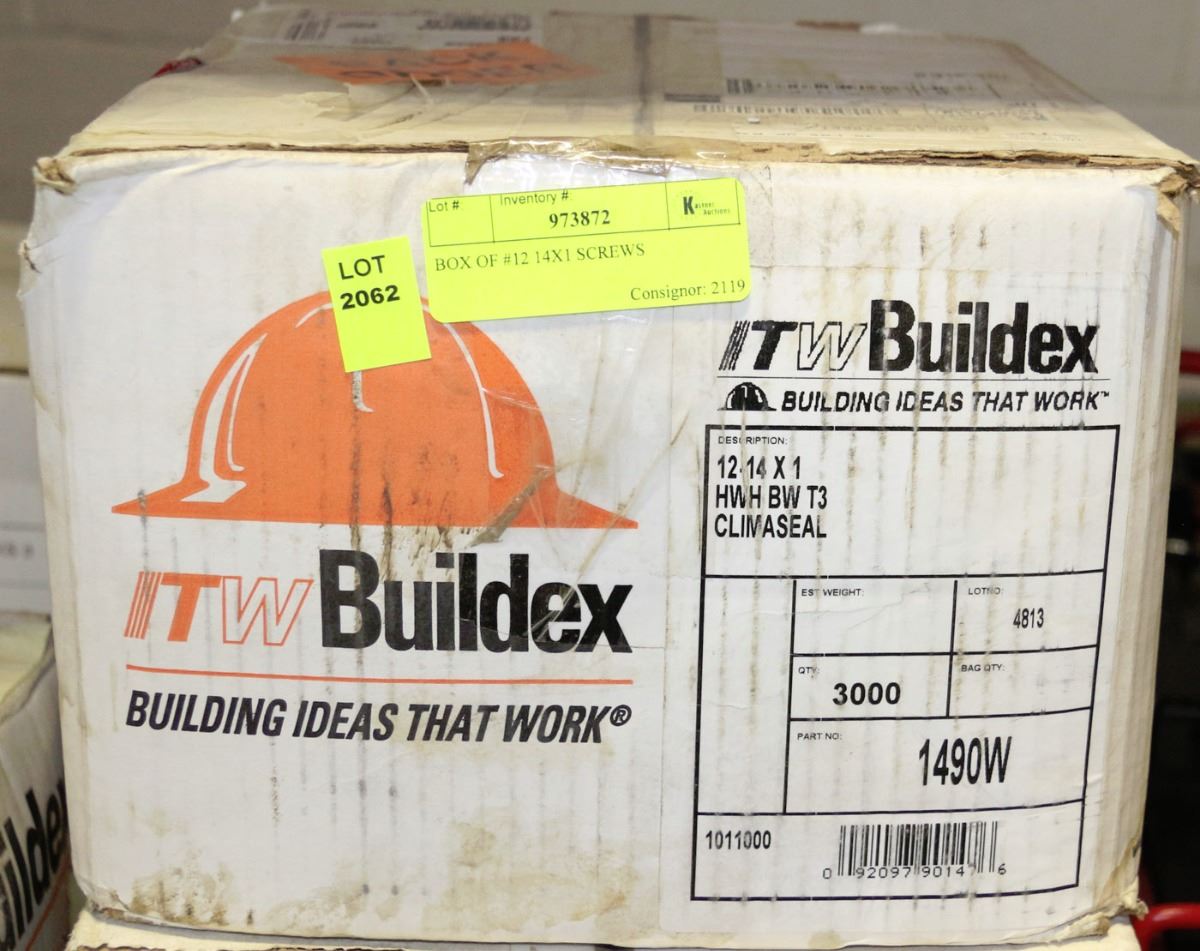 Lot #
Inventory #:
973872
Kastner
Auctions
BOX OF #12 14X1 SCREWS
Consignor: 2119
LOT
2062
ITW Buildex
BUILDING IDEAS THAT WORK®
ITW Buildex
BUILDING IDEAS THAT WORK™
DESCRIPTION:
12-14 X 1
HWH BW T3
CLIMASEAL
EST WEIGHT:
LOTNO:
4813
QTY:
3000
BAG QTY:
PART NO:
1490W
1011000
0 92097 90147 6